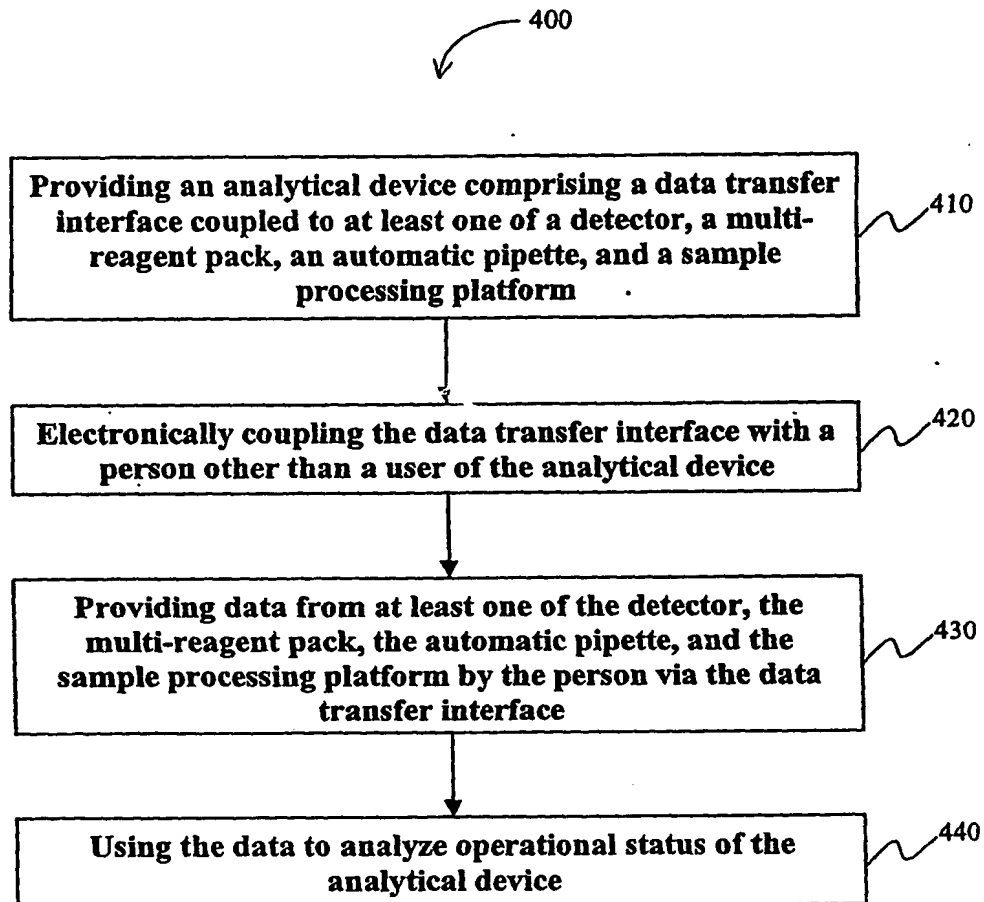 400
Providing an analytical device comprising a data transfer
interface coupled to at least one of a detector, a multi-
reagent pack, an automatic pipette, and a sample
processing platform
410
Electronically coupling the data transfer interface with a
person other than a user of the analytical device
420
Providing data from at least one of the detector, the
multi-reagent pack, the automatic pipette, and the
sample processing platform by the person via the data
transfer interface
430
Using the data to analyze operational status of the
analytical device
440